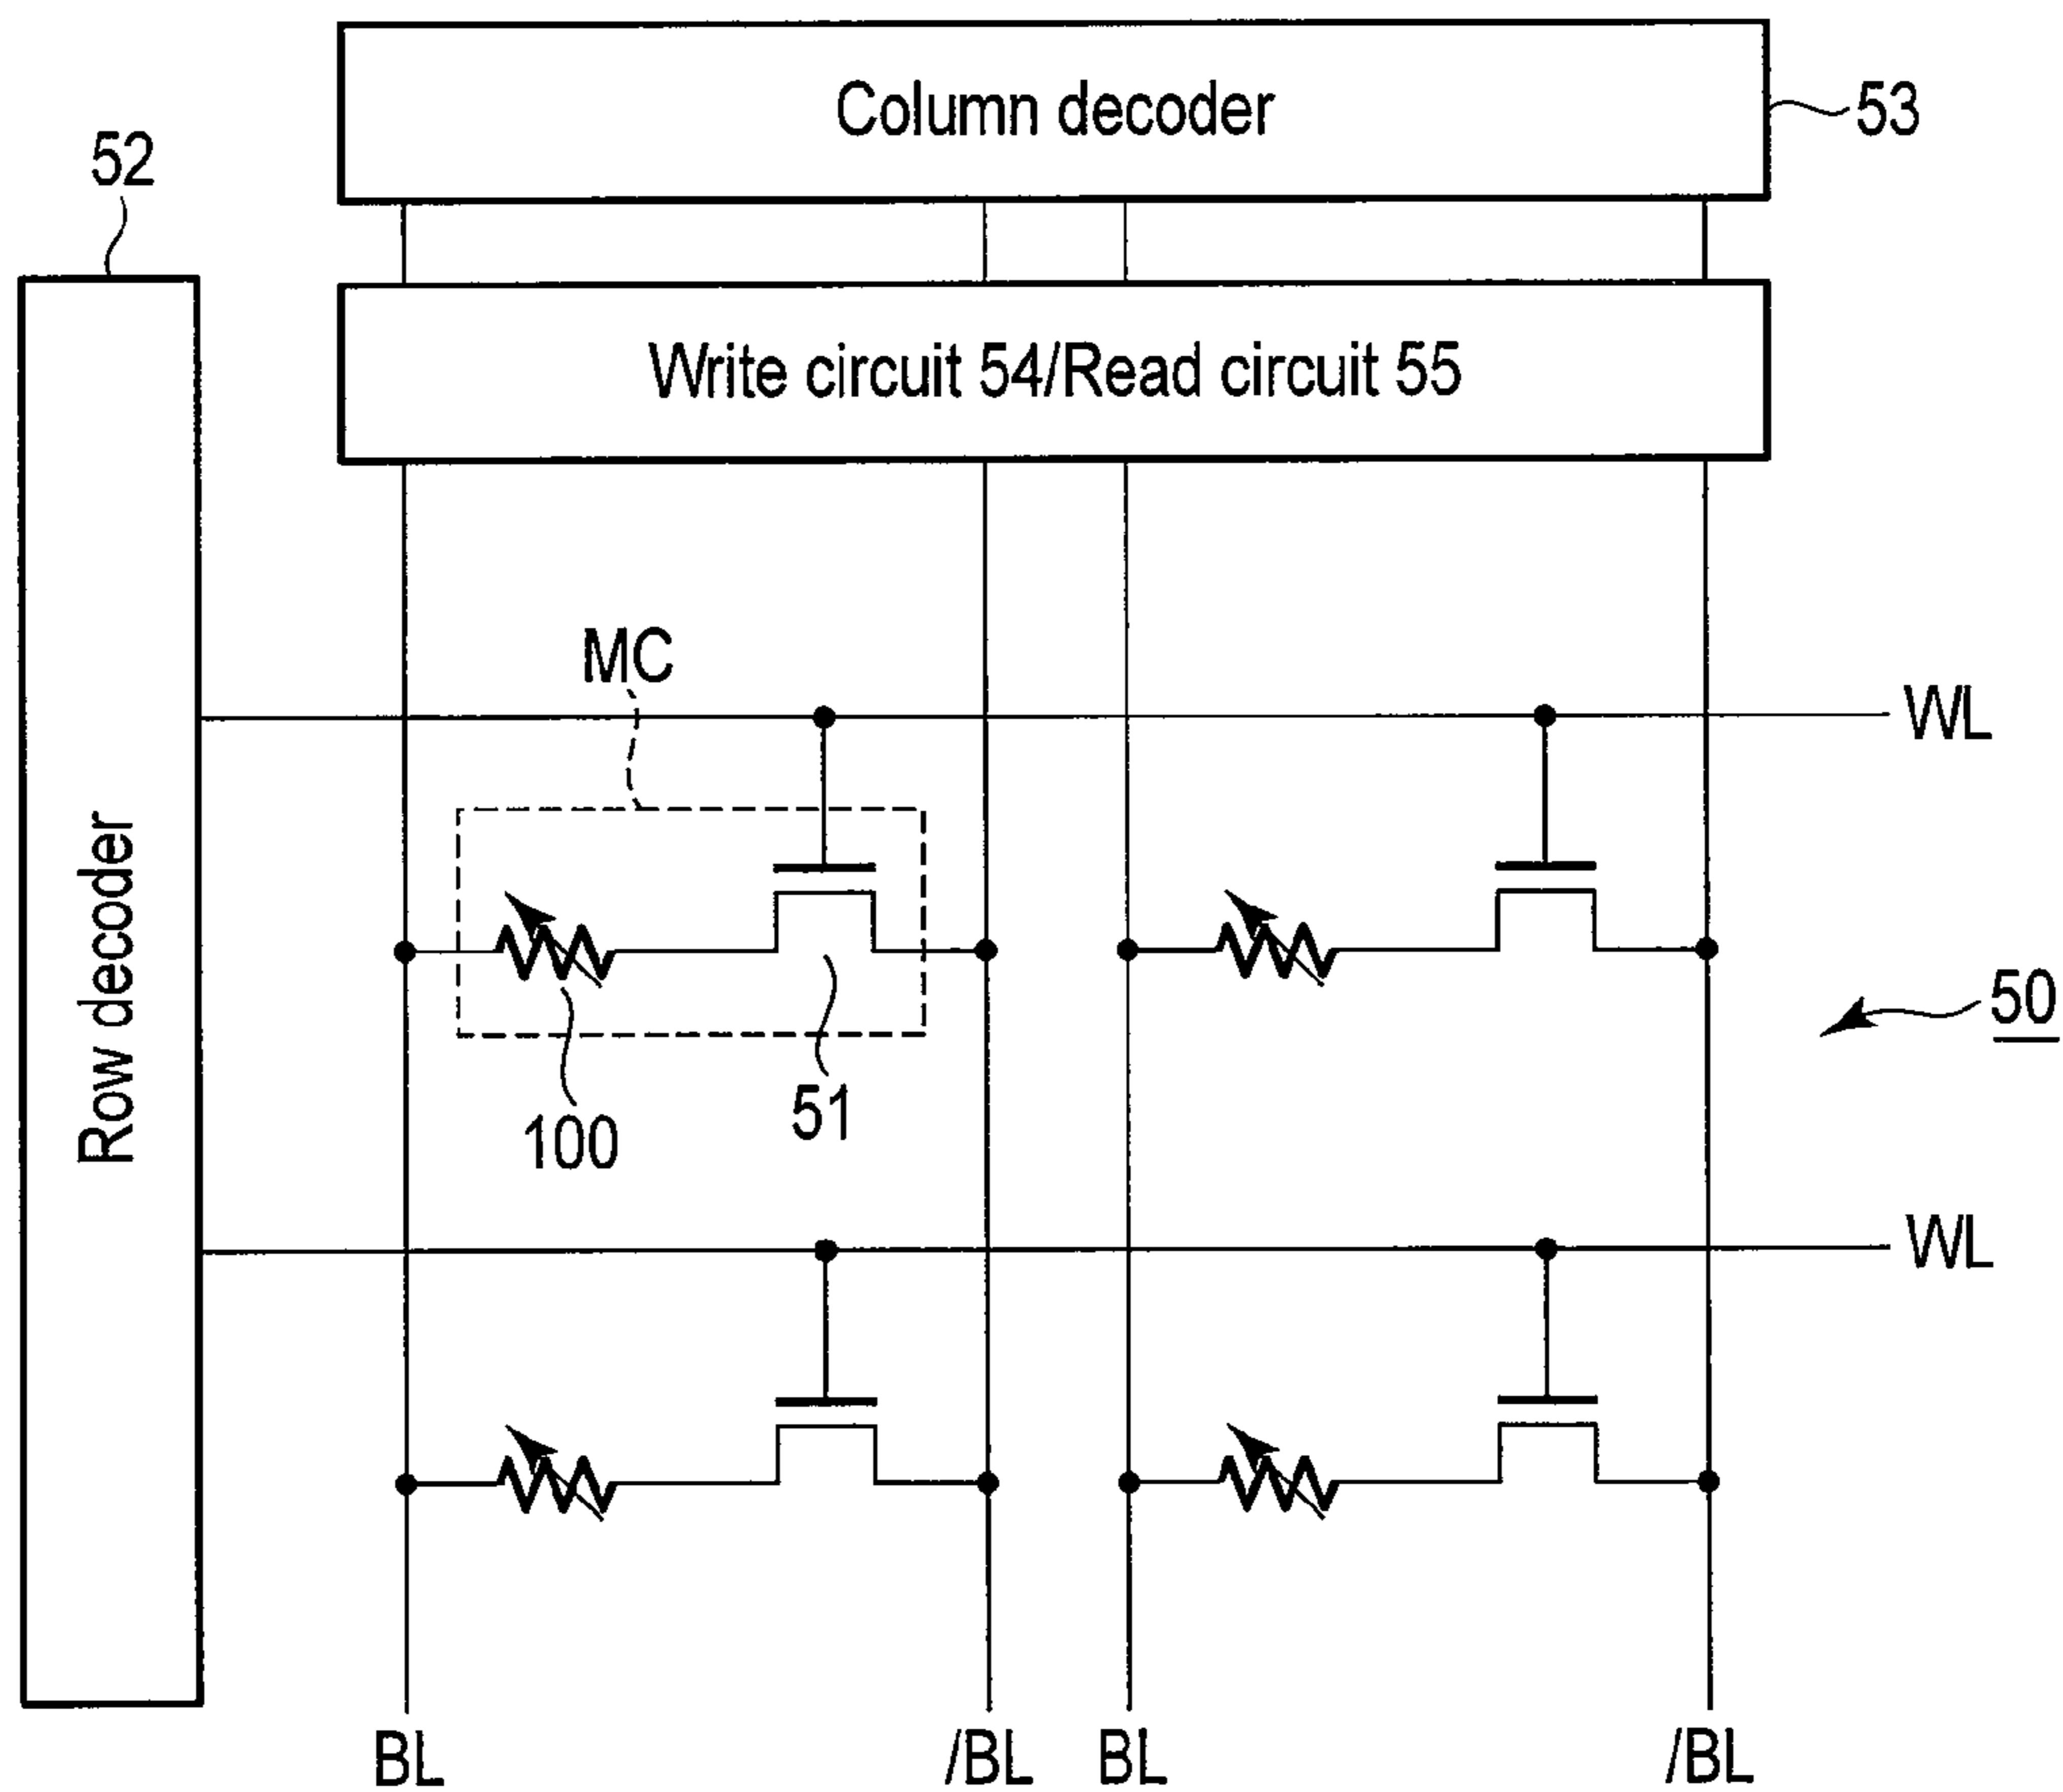 Column decoder
53
52
Write circuit 54/Read circuit 55
MC
WL
Row decoder
50
100
51
WL
BL
/BL
BL
/BL